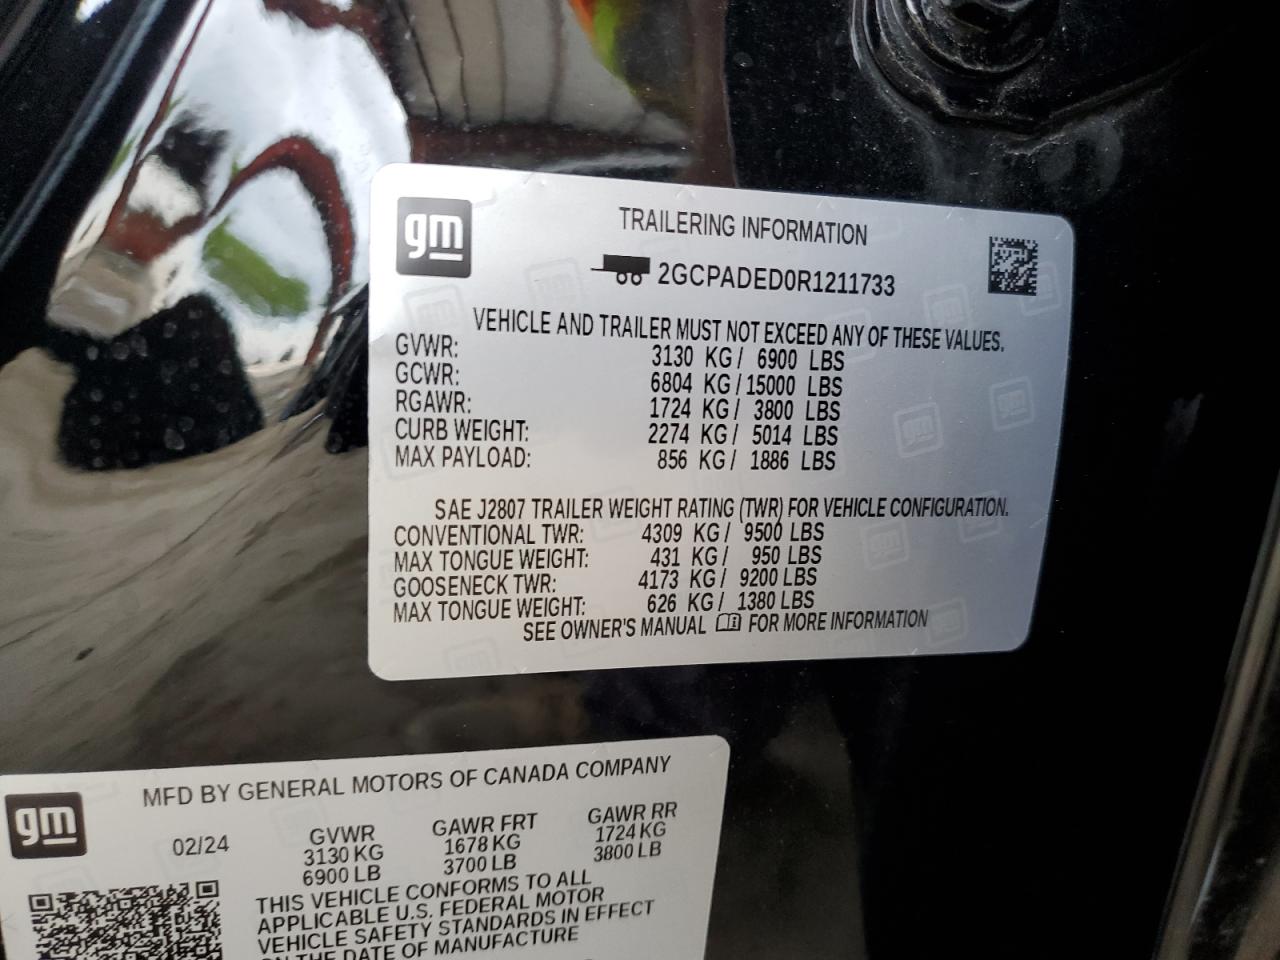 gm
TRAILERING INFORMATION
2GCPADED0R1211733
VEHICLE AND TRAILER MUST NOT EXCEED ANY OF THESE VALUES.
GVWR: 3130 KG / 6900 LBS
GCWR: 6804 KG / 15000 LBS
RGAWR: 1724 KG / 3800 LBS
CURB WEIGHT: 2274 KG / 5014 LBS
MAX PAYLOAD: 856 KG / 1886 LBS
SAE J2807 TRAILER WEIGHT RATING (TWR) FOR VEHICLE CONFIGURATION.
CONVENTIONAL TWR: 4309 KG / 9500 LBS
MAX TONGUE WEIGHT: 431 KG / 950 LBS
GOOSENECK TWR: 4173 KG / 9200 LBS
MAX TONGUE WEIGHT: 626 KG / 1380 LBS
SEE OWNER'S MANUAL FOR MORE INFORMATION
gm
MFD BY GENERAL MOTORS OF CANADA COMPANY
02/24 GVWR GAWR FRT GAWR RR
3130 KG 1678 KG 1724 KG
6900 LB 3700 LB 3800 LB
THIS VEHICLE CONFORMS TO ALL
APPLICABLE U.S. FEDERAL MOTOR
VEHICLE SAFETY STANDARDS IN EFFECT
ON THE DATE OF MANUFACTURE